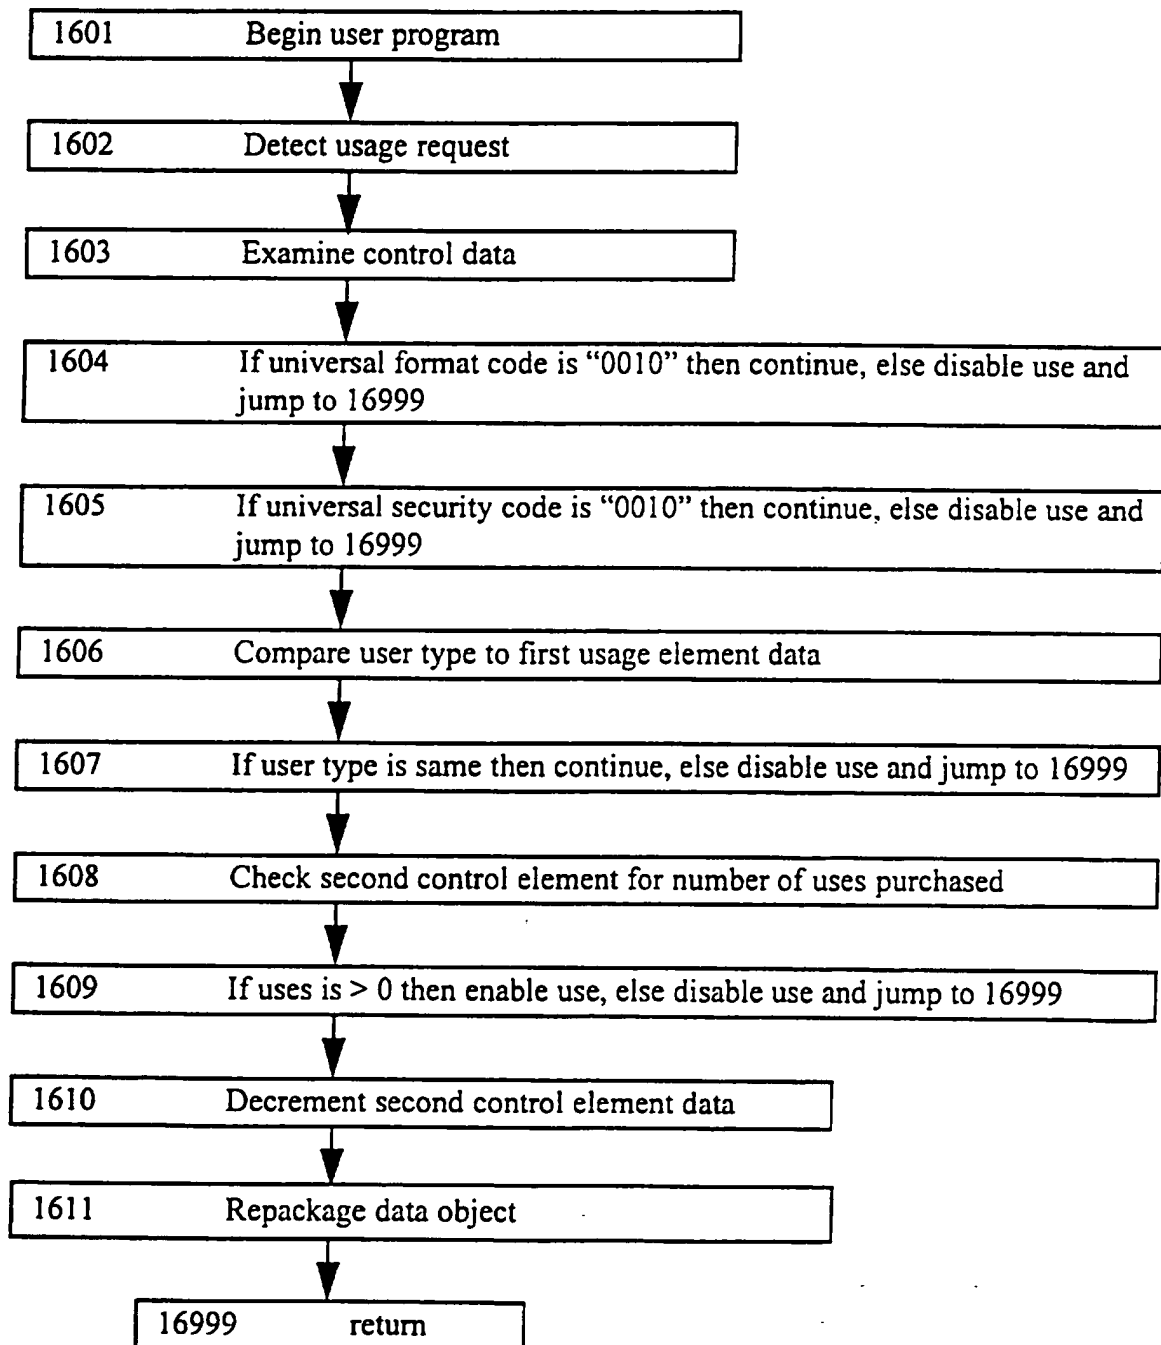 1601 Begin user program
1602 Detect usage request
1603 Examine control data
1604 If universal format code is “0010” then continue, else disable use and
jump to 16999
1605 If universal security code is “0010” then continue, else disable use and
jump to 16999
1606 Compare user type to first usage element data
1607 If user type is same then continue, else disable use and jump to 16999
1608 Check second control element for number of uses purchased
1609 If uses is > 0 then enable use, else disable use and jump to 16999
1610 Decrement second control element data
1611 Repackage data object
16999 return